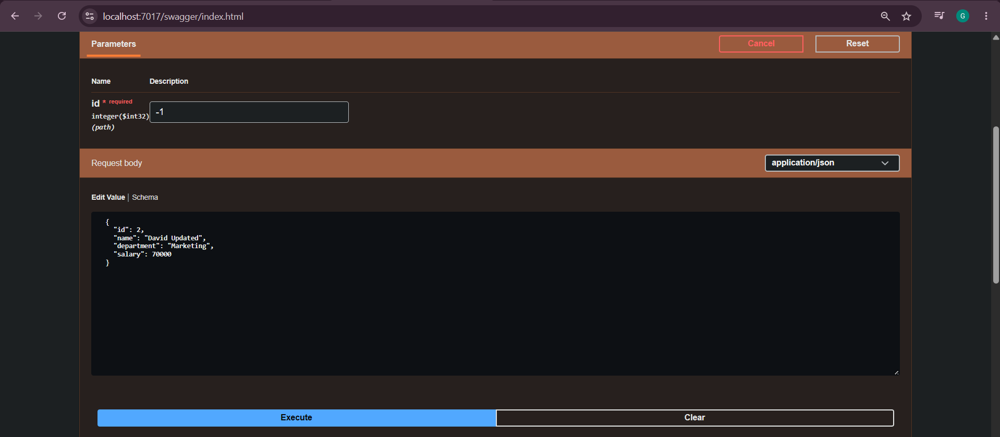 localhost:7017/swagger/index.html
G
Parameters
Cancel
Reset
Name
Description
id * required
integer($int32)
(path)
-1
Request body
application/json
Edit Value | Schema
{
  "id": 2,
  "name": "David Updated",
  "department": "Marketing",
  "salary": 70000
}
Execute
Clear